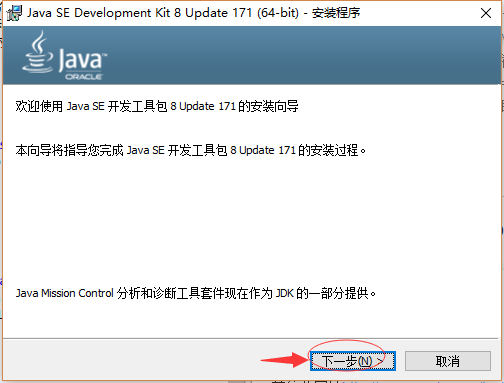 Java SE Development Kit 8 Update 171 (64-bit) - 安装程序
Java
ORACLE
欢迎使用 Java SE 开发工具包 8 Update 171 的安装向导
本向导将指导您完成 Java SE 开发工具包 8 Update 171 的安装过程。
Java Mission Control 分析和诊断工具套件现在作为 JDK 的一部分提供。
下一步(N) >
取消